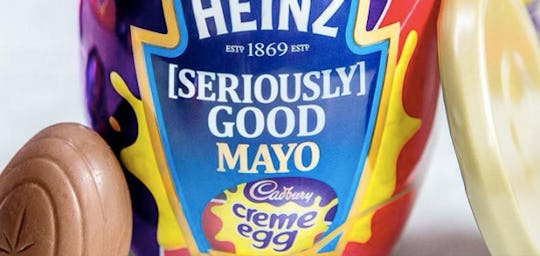 HEINZ
ESTD 1869 ESTD
[SERIOUSLY]
GOOD
MAYO
Cadbury
creme
egg